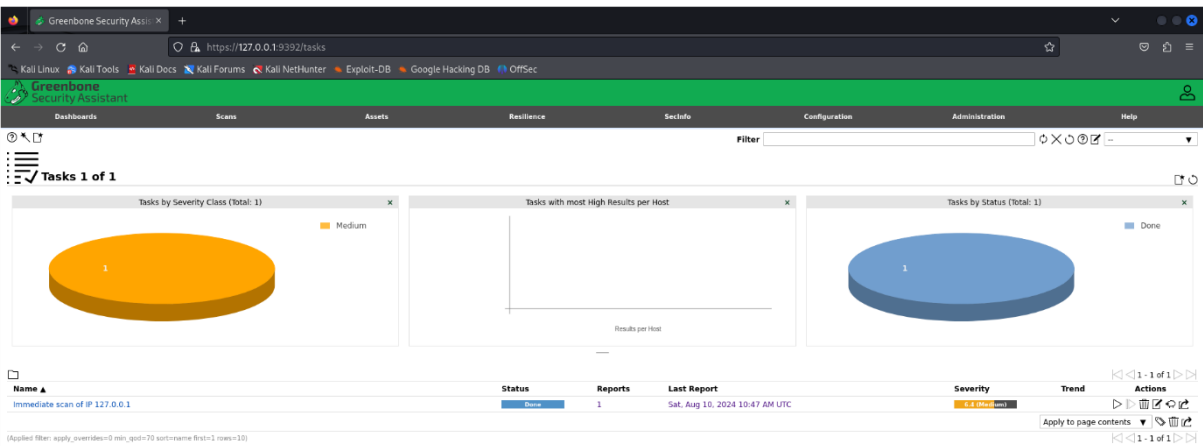 Greenbone Security Assis ×
https://127.0.0.1:9392/tasks
Kali Linux Kali Tools Kali Docs Kali Forums Kali NetHunter Exploit-DB Google Hacking DB OffSec
Greenbone
Security Assistant
Dashboards Scans Assets Resilience SecInfo Configuration Administration Help
Filter --
Tasks 1 of 1
Tasks by Severity Class (Total: 1) × Tasks with most High Results per Host × Tasks by Status (Total: 1) ×
Medium Done
1 1
Results per Host
1 - 1 of 1
Name ▲ Status Reports Last Report Severity Trend Actions
Immediate scan of IP 127.0.0.1 Done 1 Sat, Aug 10, 2024 10:47 AM UTC 6.4 (Medium)
Apply to page contents ▼
(Applied filter: apply_overrides=0 min_qod=70 sort=name first=1 rows=10) 1 - 1 of 1